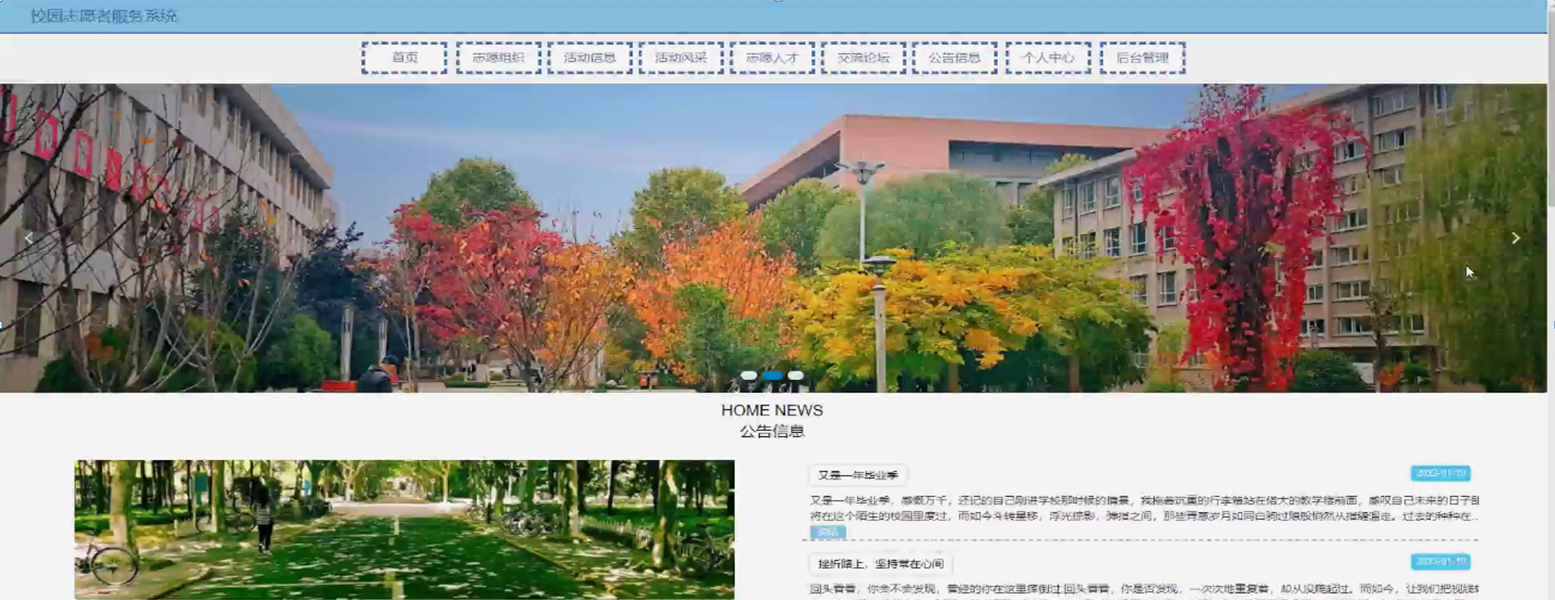 校园志愿者服务系统
首页 志愿组织 活动信息 活动风采 志愿人才 交流论坛 公告信息 个人中心 后台管理
HOME NEWS
公告信息
又是一年毕业季
又是一年毕业季，感慨万千，还记的自己刚进学校那时候的情景，我拖着沉重的行李箱站在偌大的教学楼前面，感叹自己未来的日子即
将在这个陌生的校园里度过，而如今斗转星移，浮光掠影，弹指之间，那些青葱岁月如同白驹过隙般悄然从指缝溜走。过去的种种在..
资讯
挫折路上，坚持常在心间
回头看看，你会不会发现，曾经的你在这里摔倒过;回头看看，你是否发现，一次次地重复着，却从没爬起过。而如今，让我们把视线转